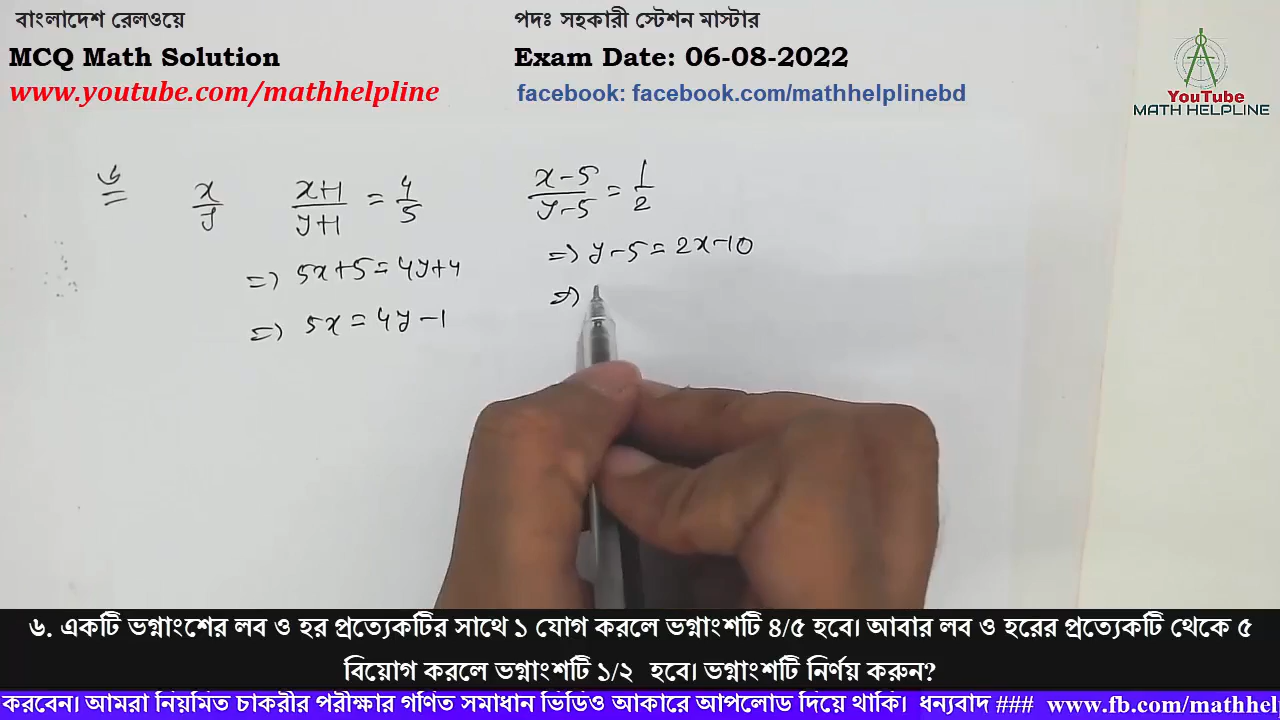 বাংলাদেশ রেলওয়ে
পদঃ সহকারী স্টেশন মাস্টার
MCQ Math Solution
Exam Date: 06-08-2022
www.youtube.com/mathhelpline
facebook: facebook.com/mathhelplinebd
YouTube
MATH HELPLINE
৬
x/y
(x+1)/(y+1) = 4/5
(x-5)/(y-5) = 1/2
=> 5x+5=4y+4
=> y-5=2x-10
=> 5x=4y-1
=>
৬. একটি ভগ্নাংশের লব ও হর প্রত্যেকটির সাথে ১ যোগ করলে ভগ্নাংশটি ৪/৫ হবে। আবার লব ও হরের প্রত্যেকটি থেকে ৫
বিয়োগ করলে ভগ্নাংশটি ১/২ হবে। ভগ্নাংশটি নির্ণয় করুন?
করবেন। আমরা নিয়মিত চাকরীর পরীক্ষার গণিত সমাধান ভিডিও আকারে আপলোড দিয়ে থাকি। ধন্যবাদ ### www.fb.com/mathhel